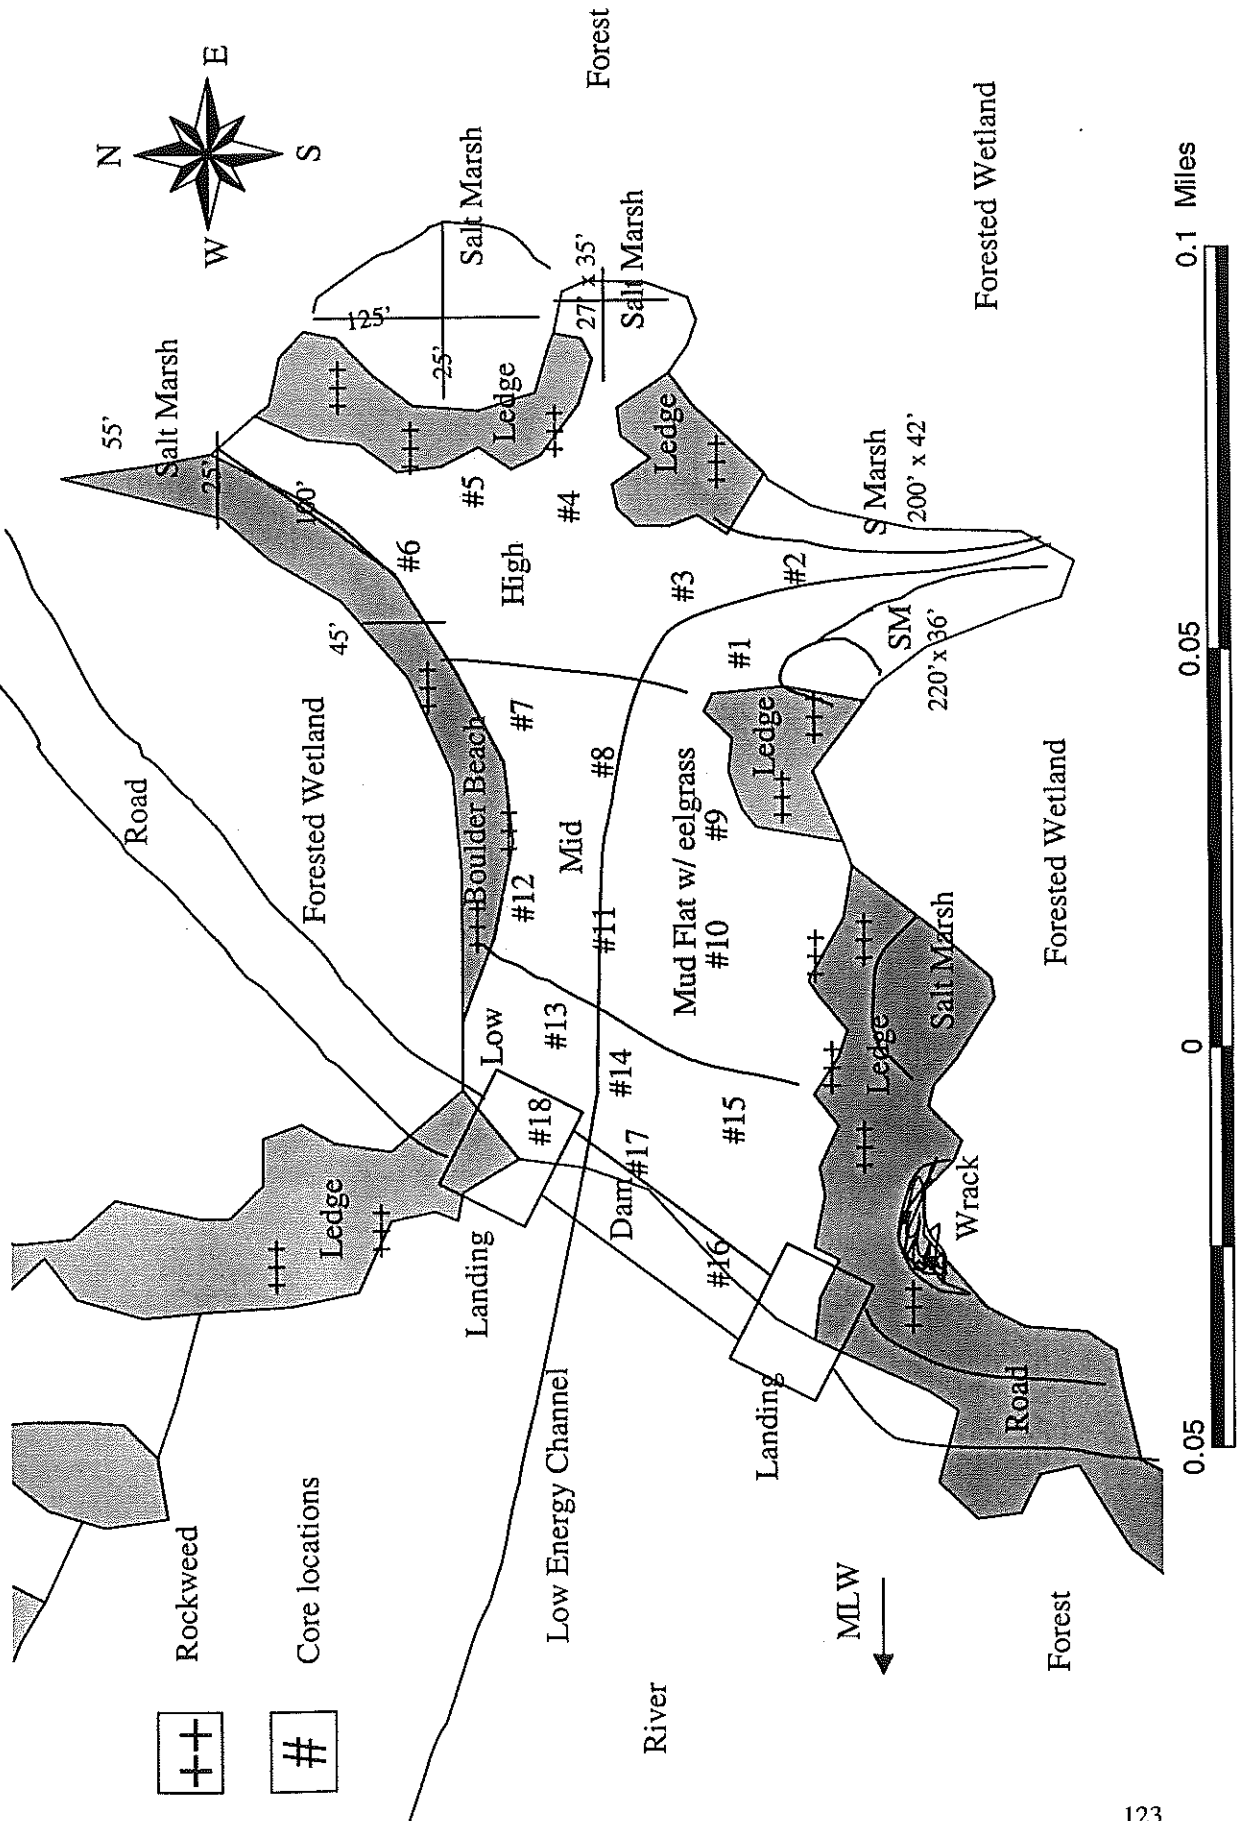 N
W
E
S
Forest
Road
Forested Wetland
55'
Salt Marsh
25'
160'
45'
125'
25'
Salt Marsh
27' x 35'
Salt Marsh
Ledge
Ledge
#6
#5
#4
High
#3
#2
#1
S Marsh
200' x 42'
SM
220' x 36'
Forested Wetland
Boulder Beach
#7
#8
Mid
#12
#11
Mud Flat w/ eelgrass
#9
#10
Ledge
Low
#13
#14
#15
#18
#17
Dam
#16
Ledge
Salt Marsh
Forested Wetland
Wrack
Ledge
Landing
Landing
Road
Low Energy Channel
River
MLW
Forest
++
++ Rockweed
# Core locations
0.05 0 0.05 0.1 Miles
123